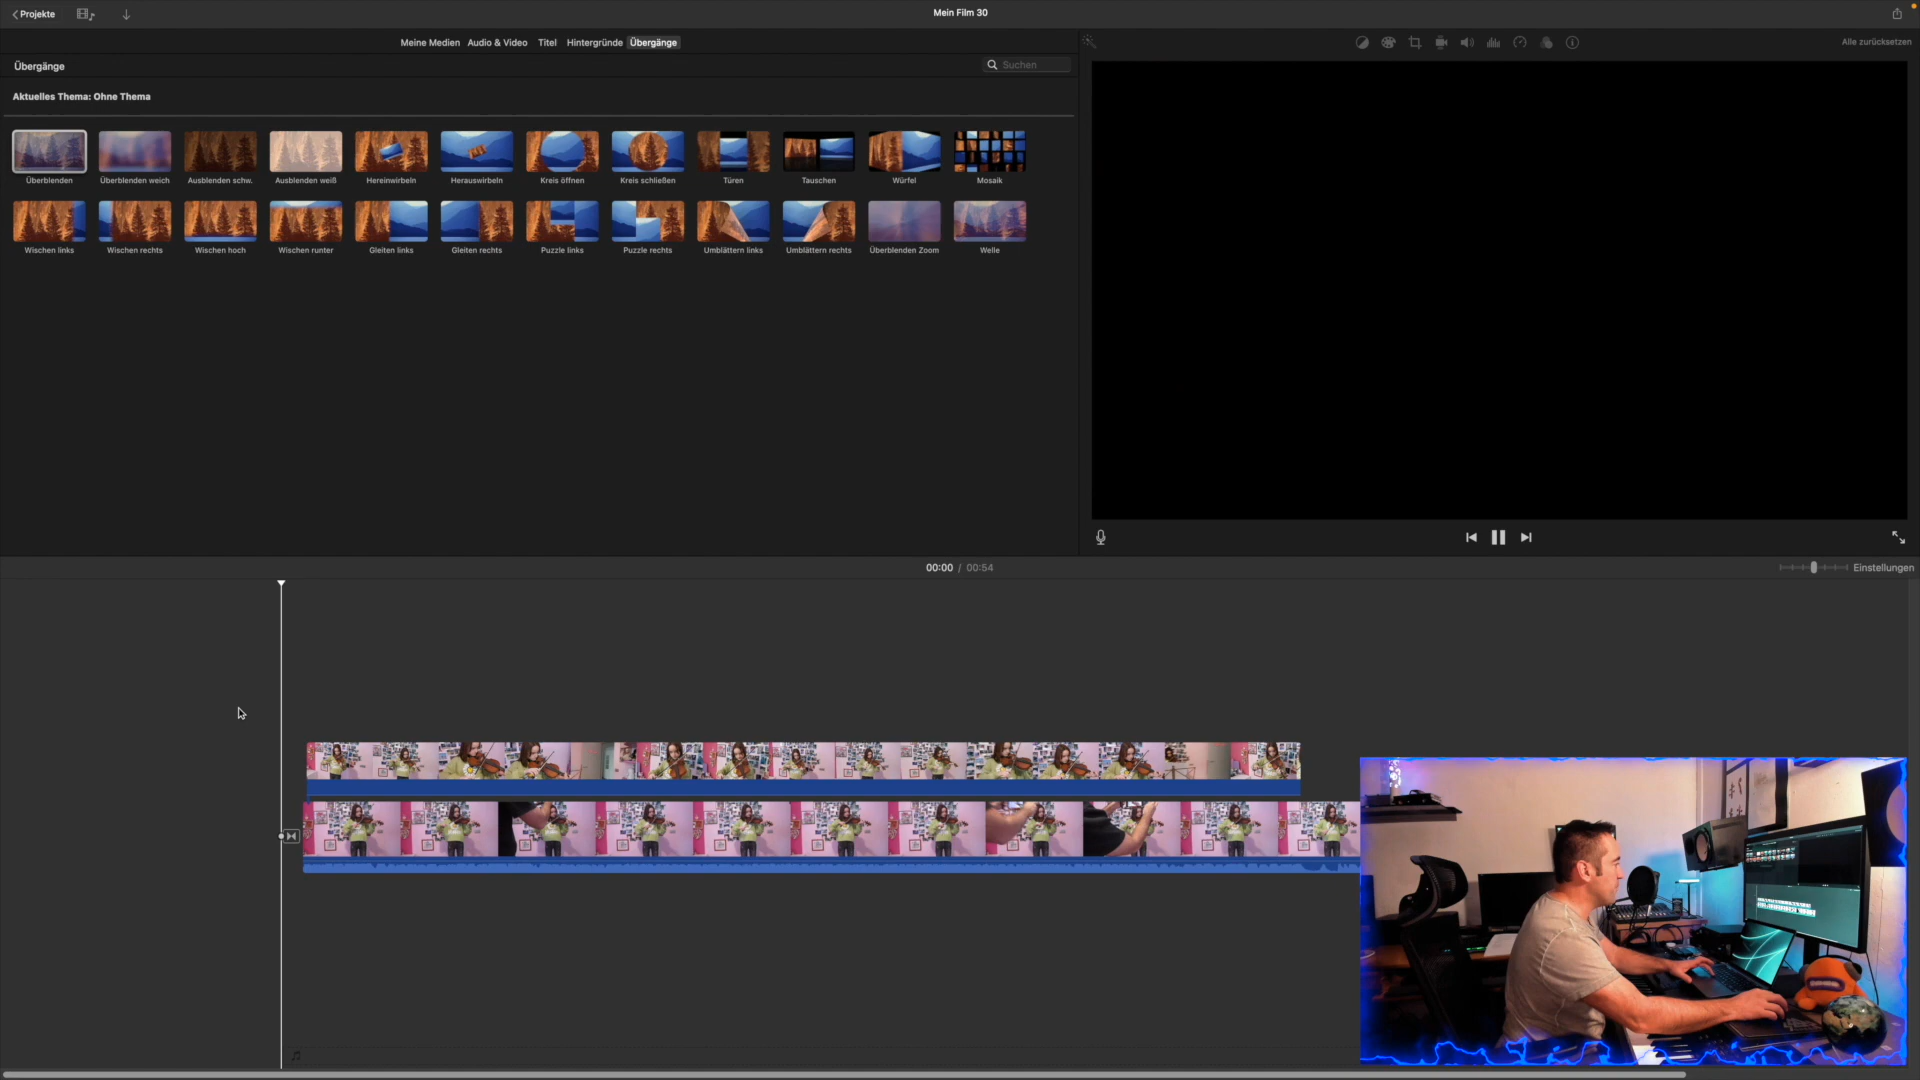 Projekte
Mein Film 30
Meine Medien Audio & Video Titel Hintergründe Übergänge
Alle zurücksetzen
Übergänge
Suchen
Aktuelles Thema: Ohne Thema
Überblenden Überblenden weich Ausblenden schw. Ausblenden weiß Hereinwirbeln Herauswirbeln Kreis öffnen Kreis schließen Türen Tauschen Würfel Mosaik
Wischen links Wischen rechts Wischen hoch Wischen runter Gleiten links Gleiten rechts Puzzle links Puzzle rechts Umblättern links Umblättern rechts Überblenden Zoom Welle
00:00 / 00:54
Einstellungen